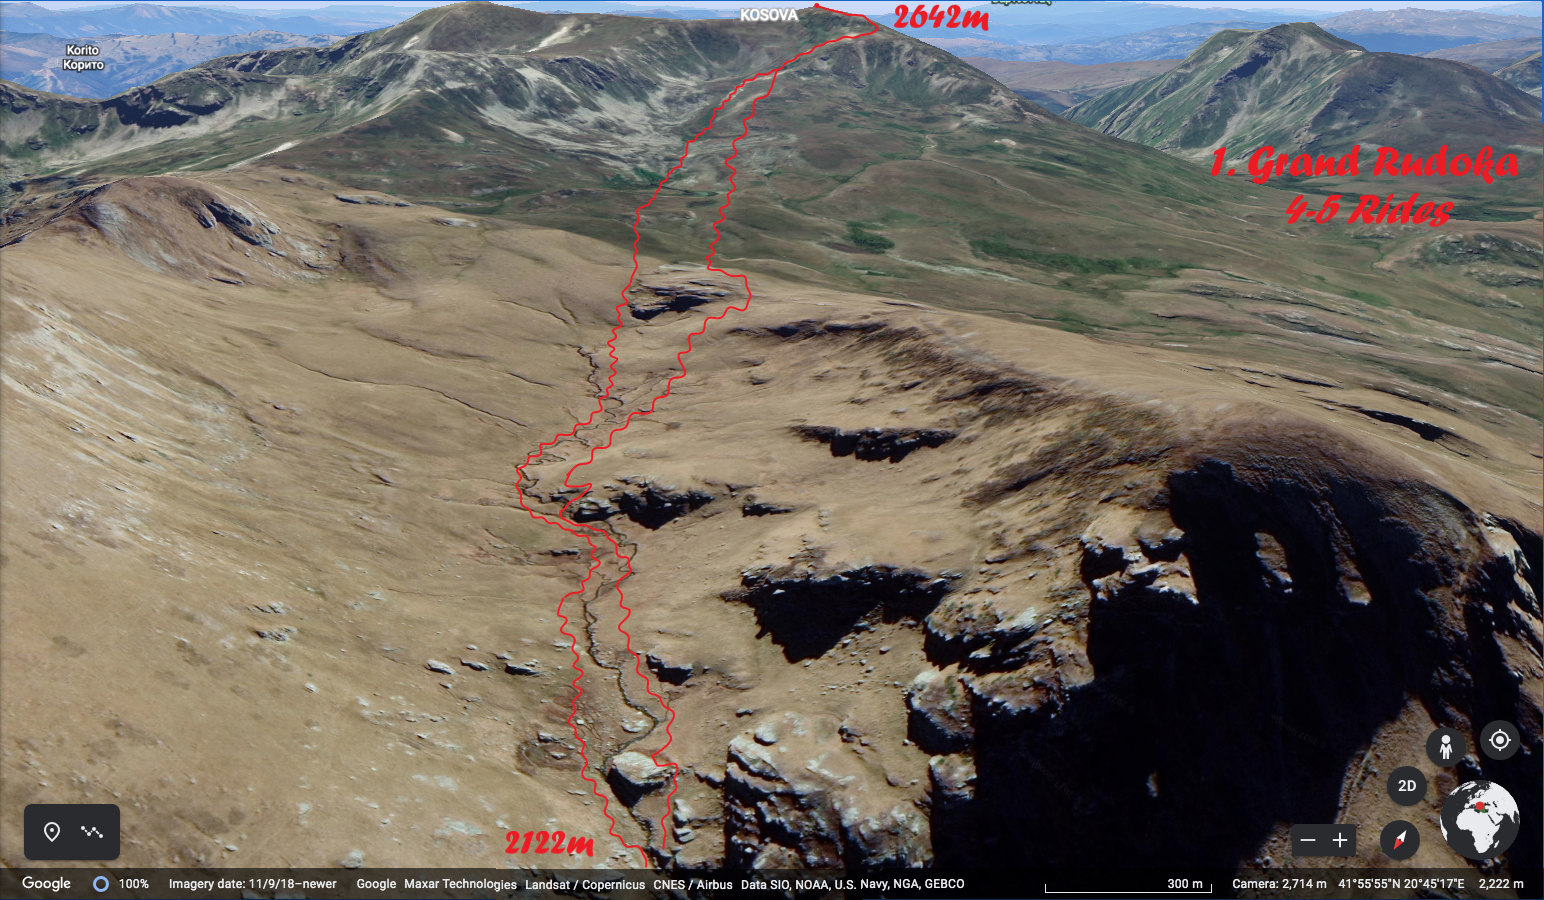 KOSOVA
2642m
Korito
Корито
1. Grand Rudoka
4-5 Rides
2122m
2D
Google
100%
Imagery date: 11/9/18–newer
Google Maxar Technologies Landsat / Copernicus CNES / Airbus Data SIO, NOAA, U.S. Navy, NGA, GEBCO
300 m
Camera: 2,714 m
41°55'55"N 20°45'17"E
2,222 m